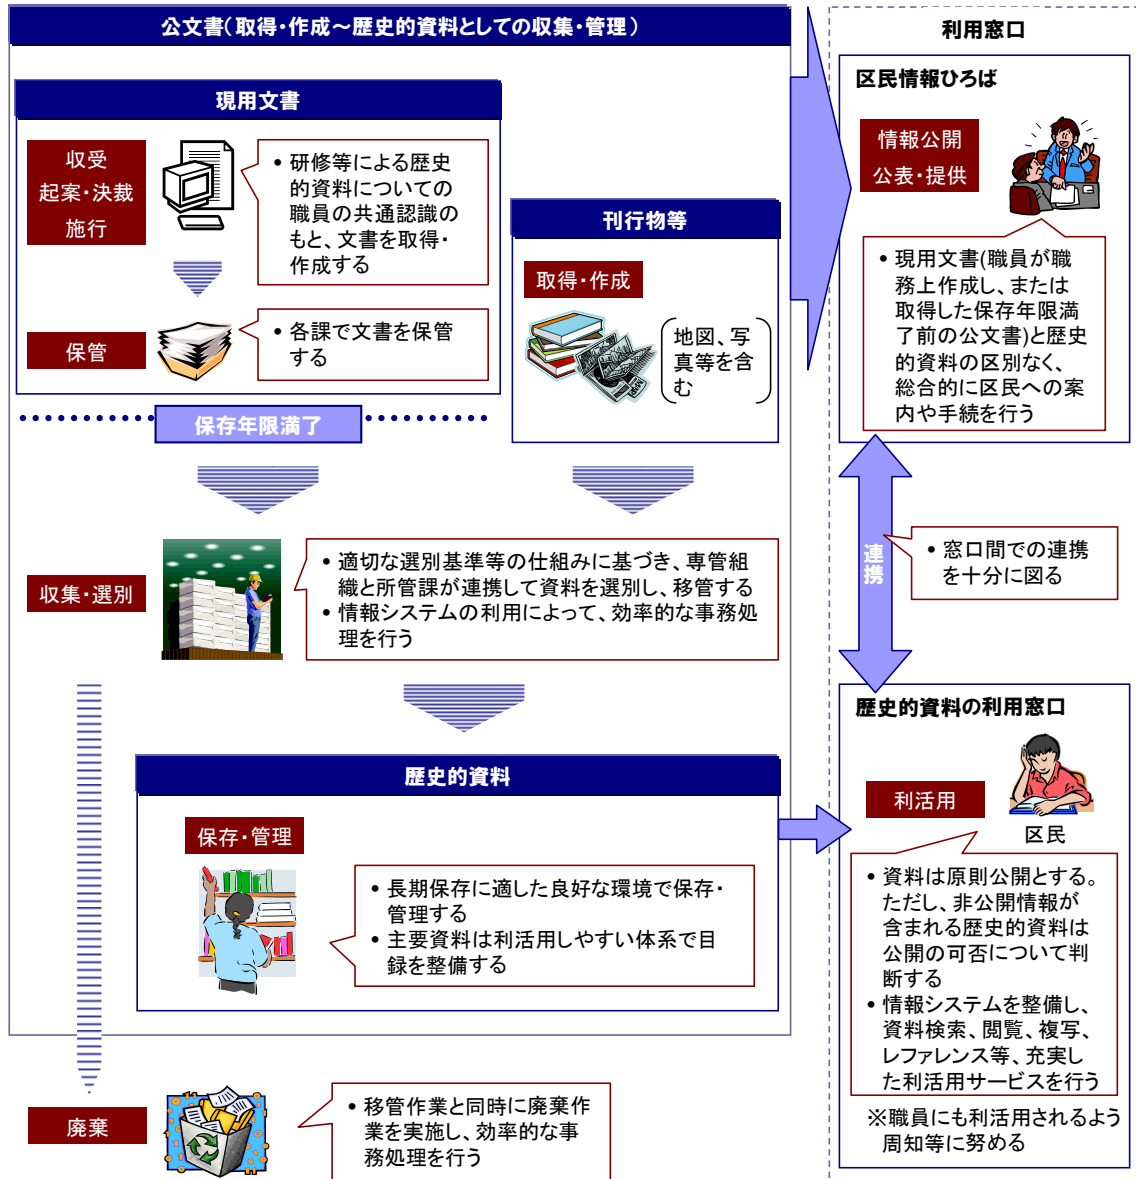 公文書(取得・作成～歴史的資料としての収集・管理)
現用文書
収受
起案・決裁
施行
• 研修等による歴史
的資料についての
職員の共通認識の
もと、文書を取得・
作成する
保管
• 各課で文書を保管
する
保存年限満了
刊行物等
取得・作成
地図、写
真等を含
む
収集・選別
• 適切な選別基準等の仕組みに基づき、専管組
織と所管課が連携して資料を選別し、移管する
• 情報システムの利用によって、効率的な事務処
理を行う
歴史的資料
保存・管理
• 長期保存に適した良好な環境で保存・
管理する
• 主要資料は利活用しやすい体系で目
録を整備する
廃棄
• 移管作業と同時に廃棄作
業を実施し、効率的な事
務処理を行う
利用窓口
区民情報ひろば
情報公開
公表・提供
• 現用文書(職員が職
務上作成し、または
取得した保存年限満
了前の公文書)と歴史
的資料の区別なく、
総合的に区民への案
内や手続を行う
連携
• 窓口間での連携
を十分に図る
歴史的資料の利用窓口
利活用
区民
• 資料は原則公開とする。
ただし、非公開情報が
含まれる歴史的資料は
公開の可否について判
断する
• 情報システムを整備し、
資料検索、閲覧、複写、
レファレンス等、充実し
た利活用サービスを行う
※職員にも利活用されるよう
周知等に努める